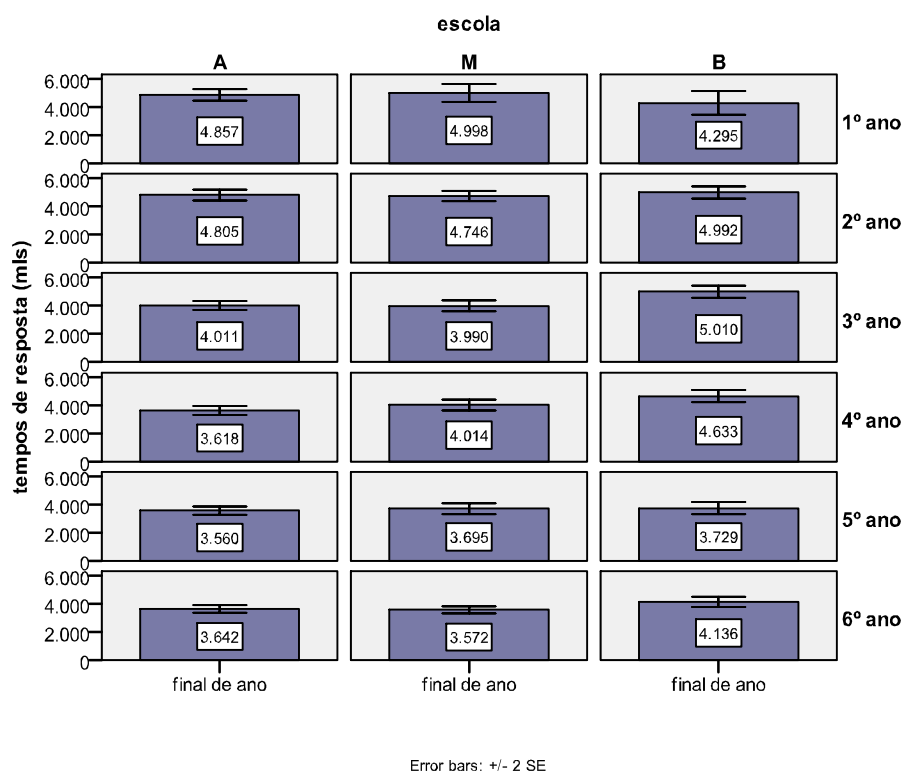 escola
A M B
tempos de resposta (mls)
6.000
4.000
2.000
0
4.857 4.998 4.295
1º ano
6.000
4.000
2.000
0
4.805 4.746 4.992
2º ano
6.000
4.000
2.000
0
4.011 3.990 5.010
3º ano
6.000
4.000
2.000
0
3.618 4.014 4.633
4º ano
6.000
4.000
2.000
0
3.560 3.695 3.729
5º ano
6.000
4.000
2.000
0
3.642 3.572 4.136
6º ano
final de ano final de ano final de ano
Error bars: +/- 2 SE